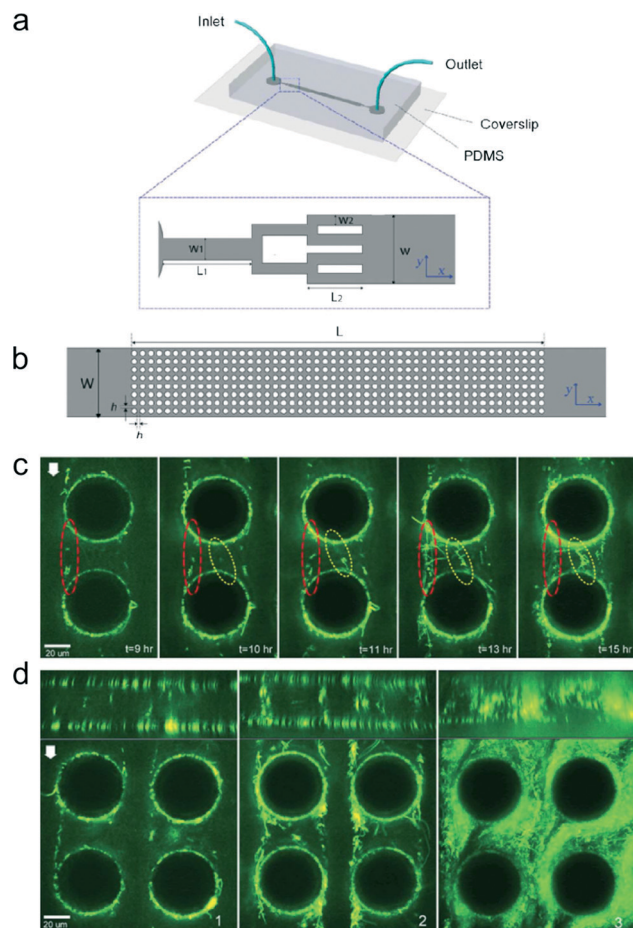 a
Inlet
Outlet
Coverslip
PDMS
W2
W1
W
L1
L2
y
x
L
b
W
h
h
y
x
c
t=9 hr
t=10 hr
t=11 hr
t=13 hr
t=15 hr
20 um
d
20 um
1
2
3